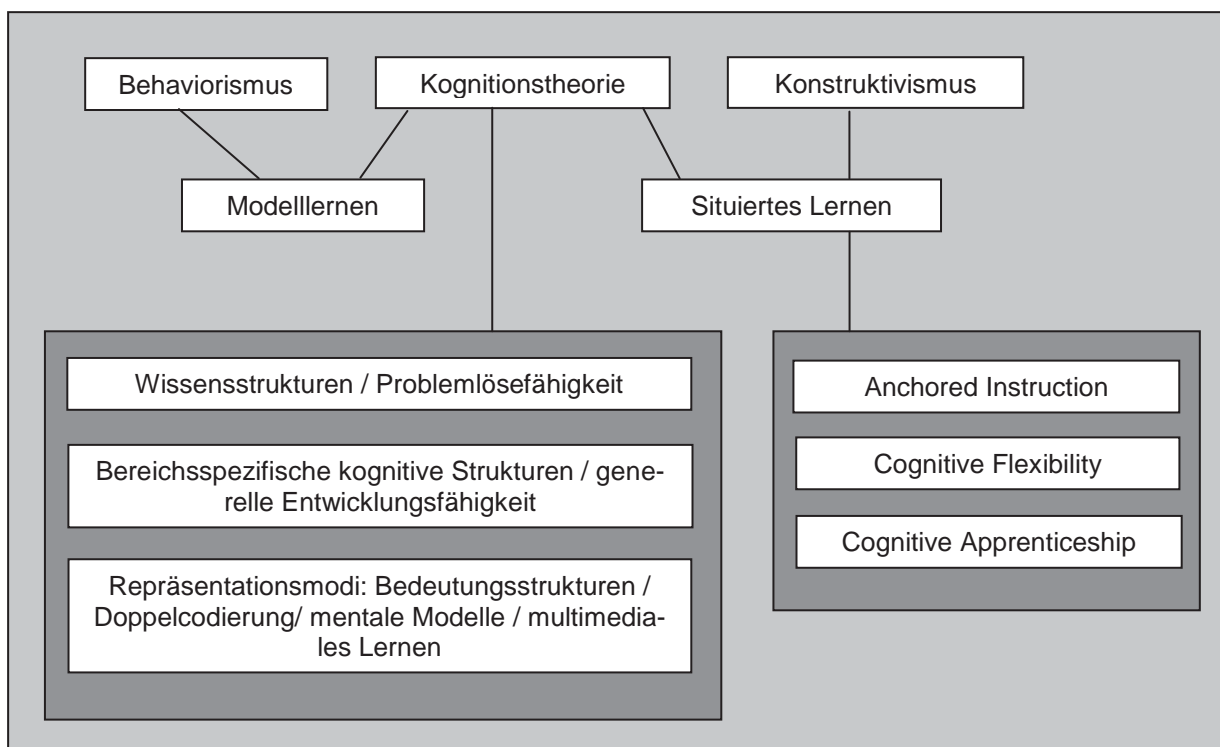 Behaviorismus
Kognitionstheorie
Konstruktivismus
Modelllernen
Situiertes Lernen
Wissensstrukturen / Problemlösefähigkeit
Bereichsspezifische kognitive Strukturen / gene-
relle Entwicklungsfähigkeit
Repräsentationsmodi: Bedeutungsstrukturen /
Doppelcodierung/ mentale Modelle / multimedia-
les Lernen
Anchored Instruction
Cognitive Flexibility
Cognitive Apprenticeship